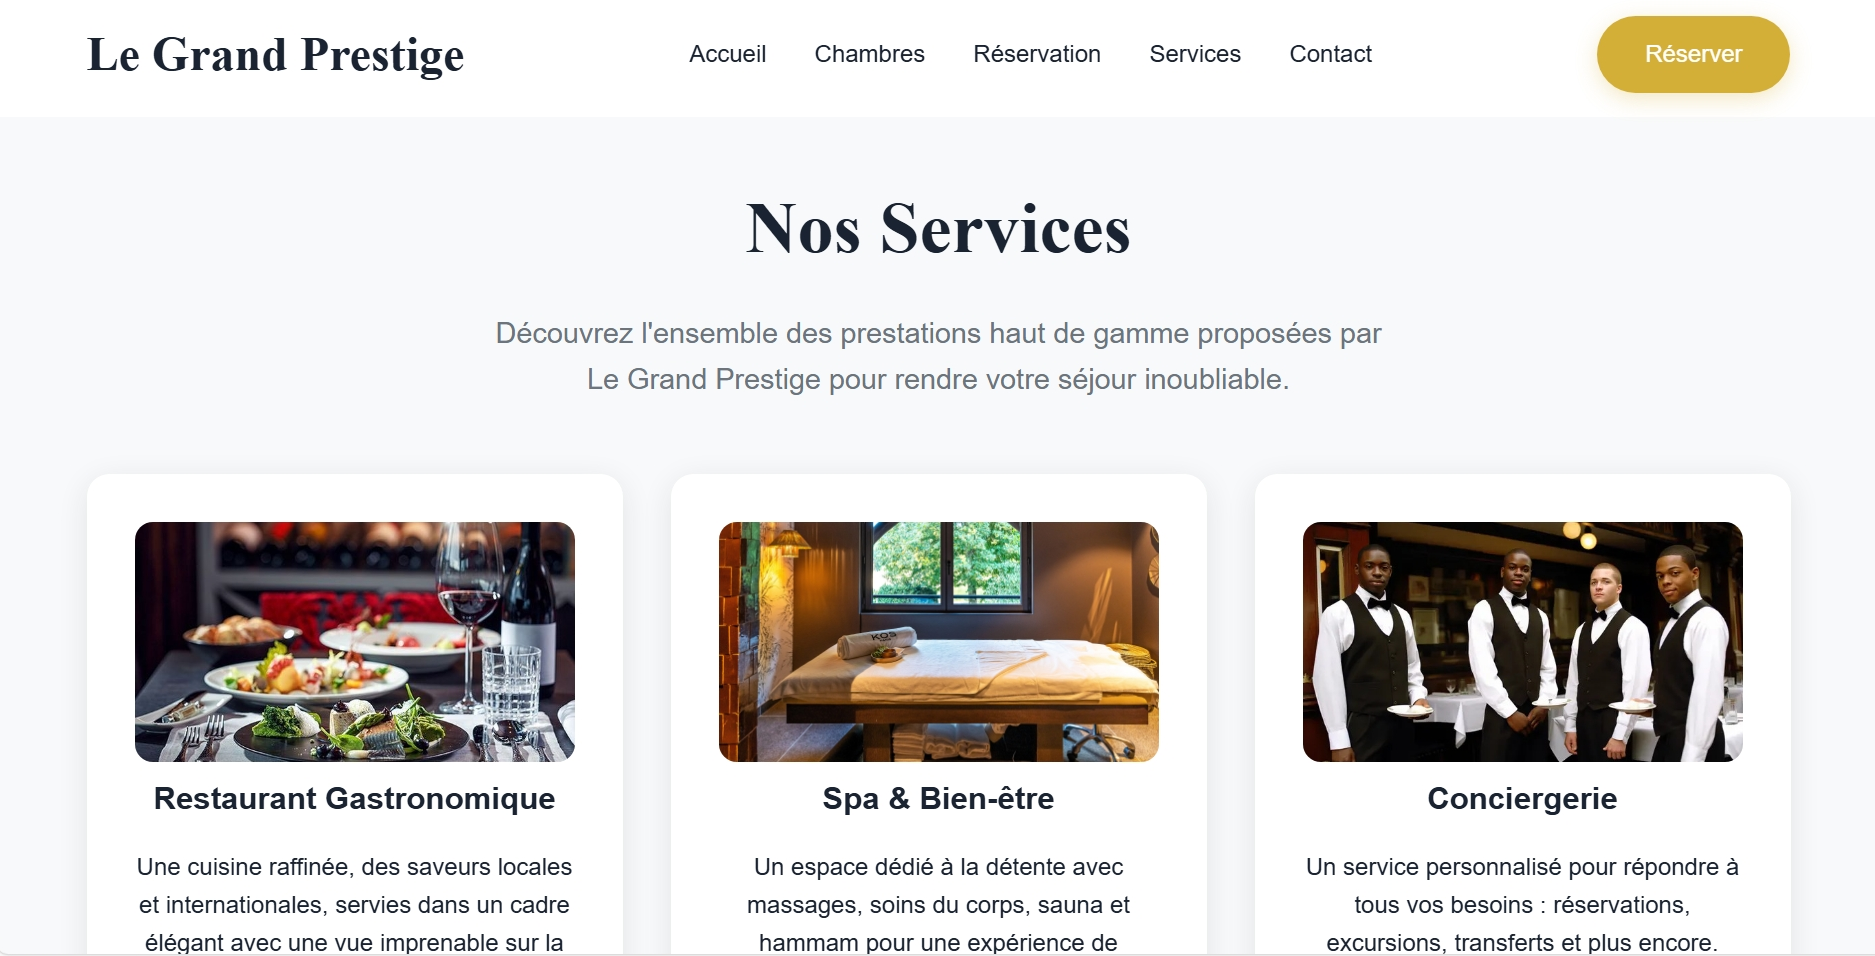 Le Grand Prestige
Accueil
Chambres
Réservation
Services
Contact
Réserver
Nos Services
Découvrez l'ensemble des prestations haut de gamme proposées par
Le Grand Prestige pour rendre votre séjour inoubliable.
KOS
Restaurant Gastronomique
Une cuisine raffinée, des saveurs locales
et internationales, servies dans un cadre
élégant avec une vue imprenable sur la
Spa & Bien-être
Un espace dédié à la détente avec
massages, soins du corps, sauna et
hammam pour une expérience de
Conciergerie
Un service personnalisé pour répondre à
tous vos besoins : réservations,
excursions, transferts et plus encore.